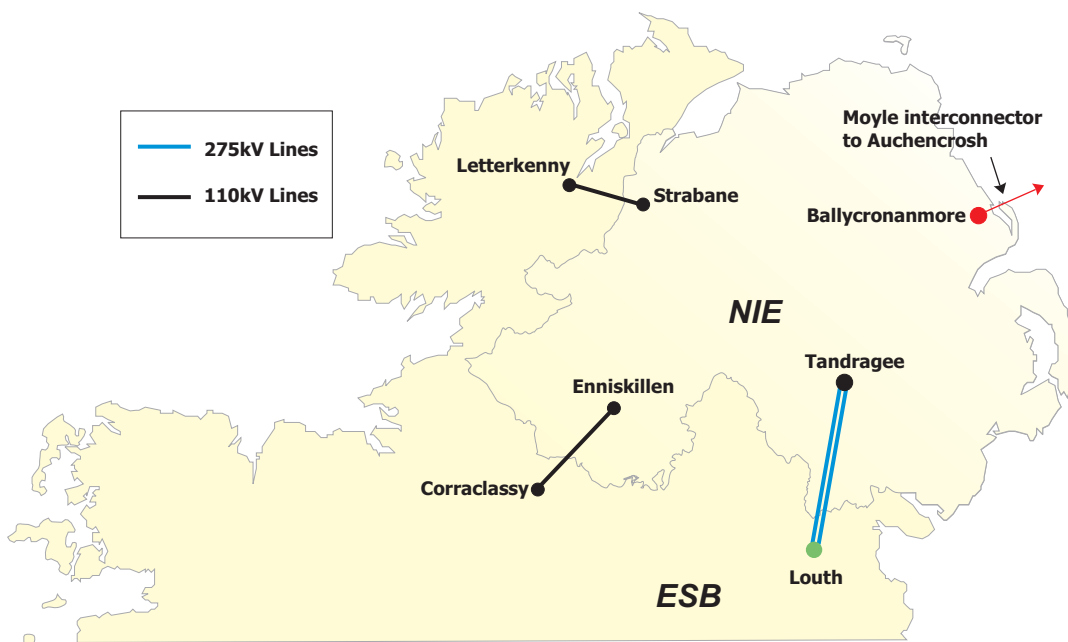 Moyle interconnector
to Auchencrosh
275kV Lines
110kV Lines
Letterkenny
Strabane
Ballycronanmore
NIE
Tandragee
Enniskillen
Corraclassy
Louth
ESB